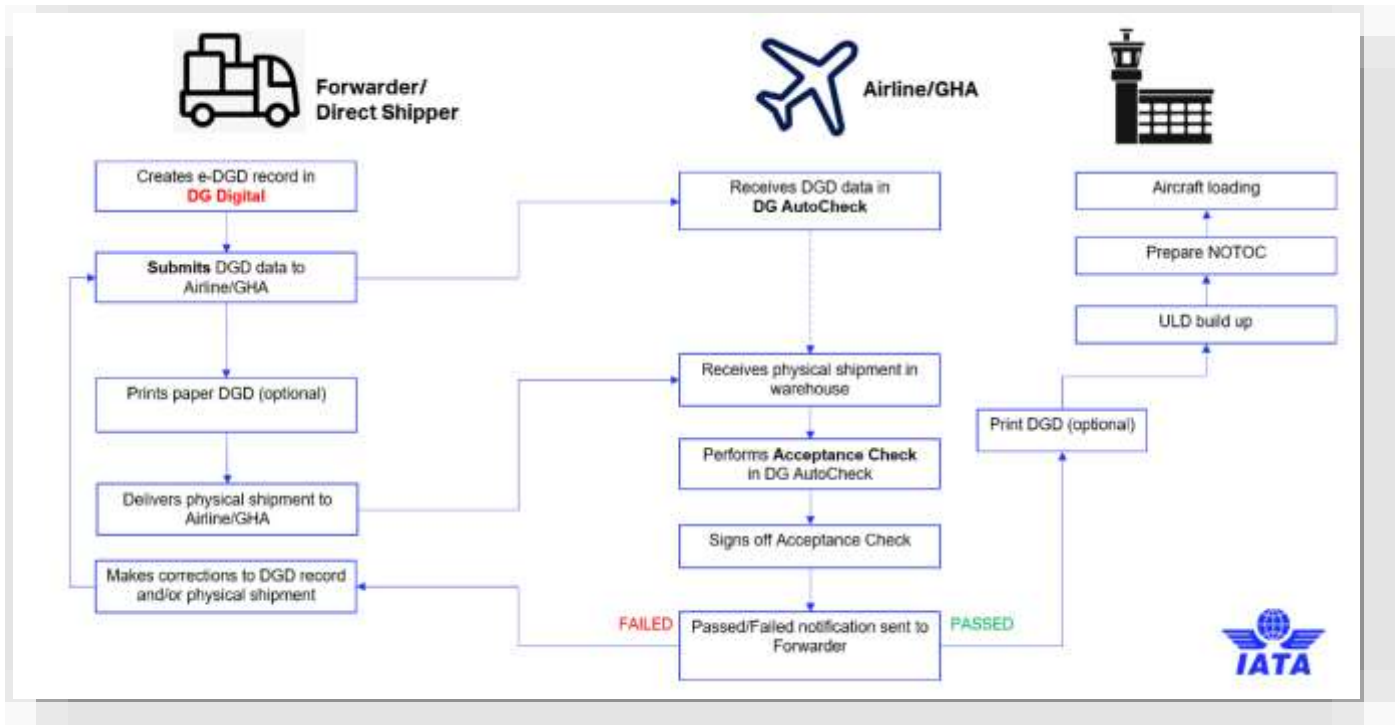 Forwarder/
Direct Shipper
Airline/GHA
Creates e-DGD record in
DG Digital
Submits DGD data to
Airline/GHA
Prints paper DGD (optional)
Delivers physical shipment to
Airline/GHA
Makes corrections to DGD record
and/or physical shipment
Receives DGD data in
DG AutoCheck
Receives physical shipment in
warehouse
Performs Acceptance Check
in DG AutoCheck
Signs off Acceptance Check
FAILED
Passed/Failed notification sent to
Forwarder
PASSED
Print DGD (optional)
Aircraft loading
Prepare NOTOC
ULD build up
IATA